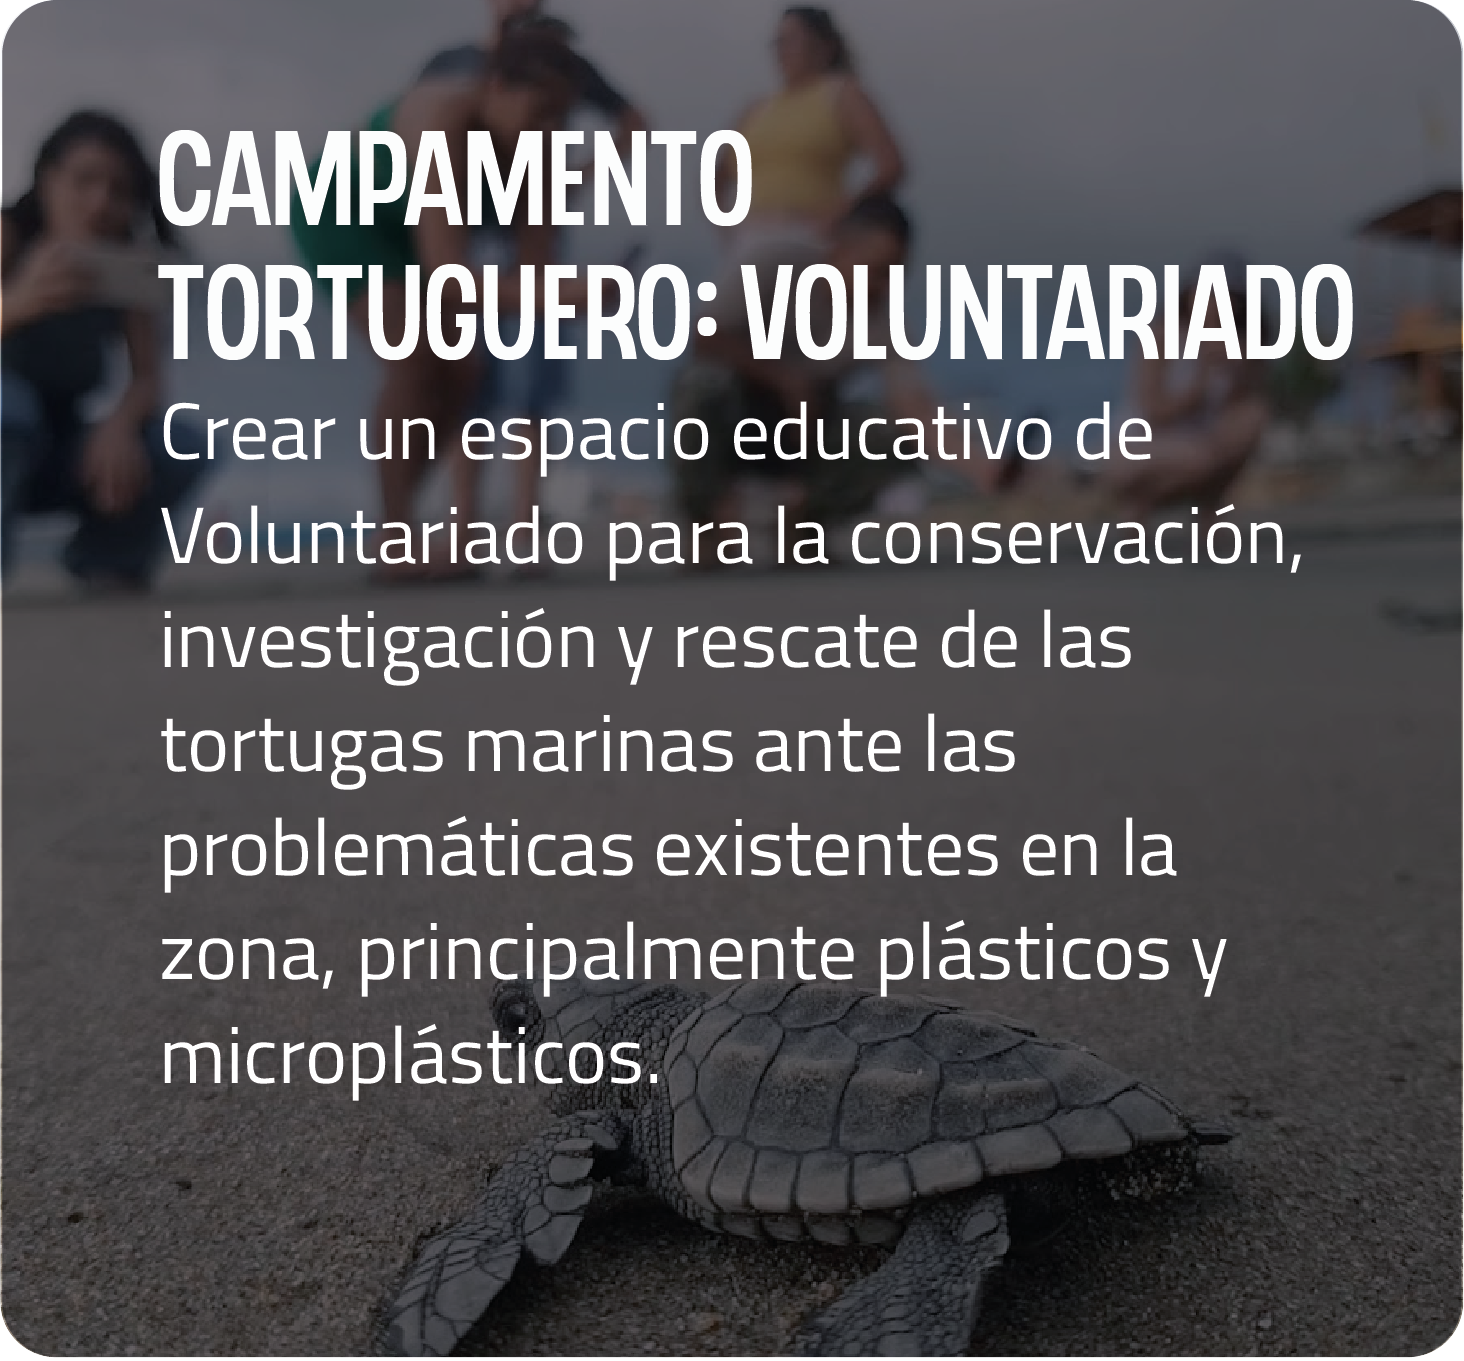 CAMPAMENTO
TORTUGUERO: VOLUNTARIADO
Crear un espacio educativo de
Voluntariado para la conservación,
investigación y rescate de las
tortugas marinas ante las
problemáticas existentes en la
zona, principalmente plásticos y
microplásticos.